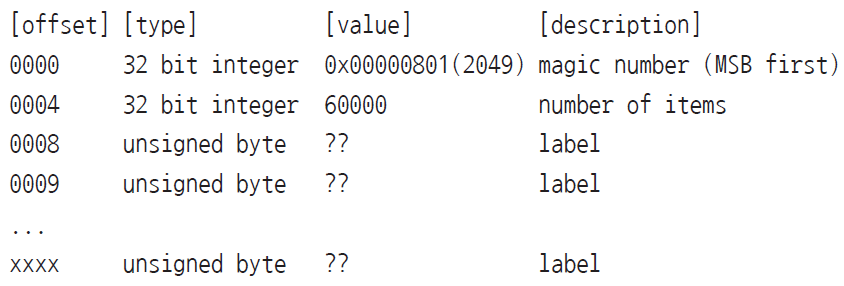 [offset] [type] [value] [description]
0000 32 bit integer 0x00000801(2049) magic number (MSB first)
0004 32 bit integer 60000 number of items
0008 unsigned byte ?? label
0009 unsigned byte ?? label
...
xxxx unsigned byte ?? label